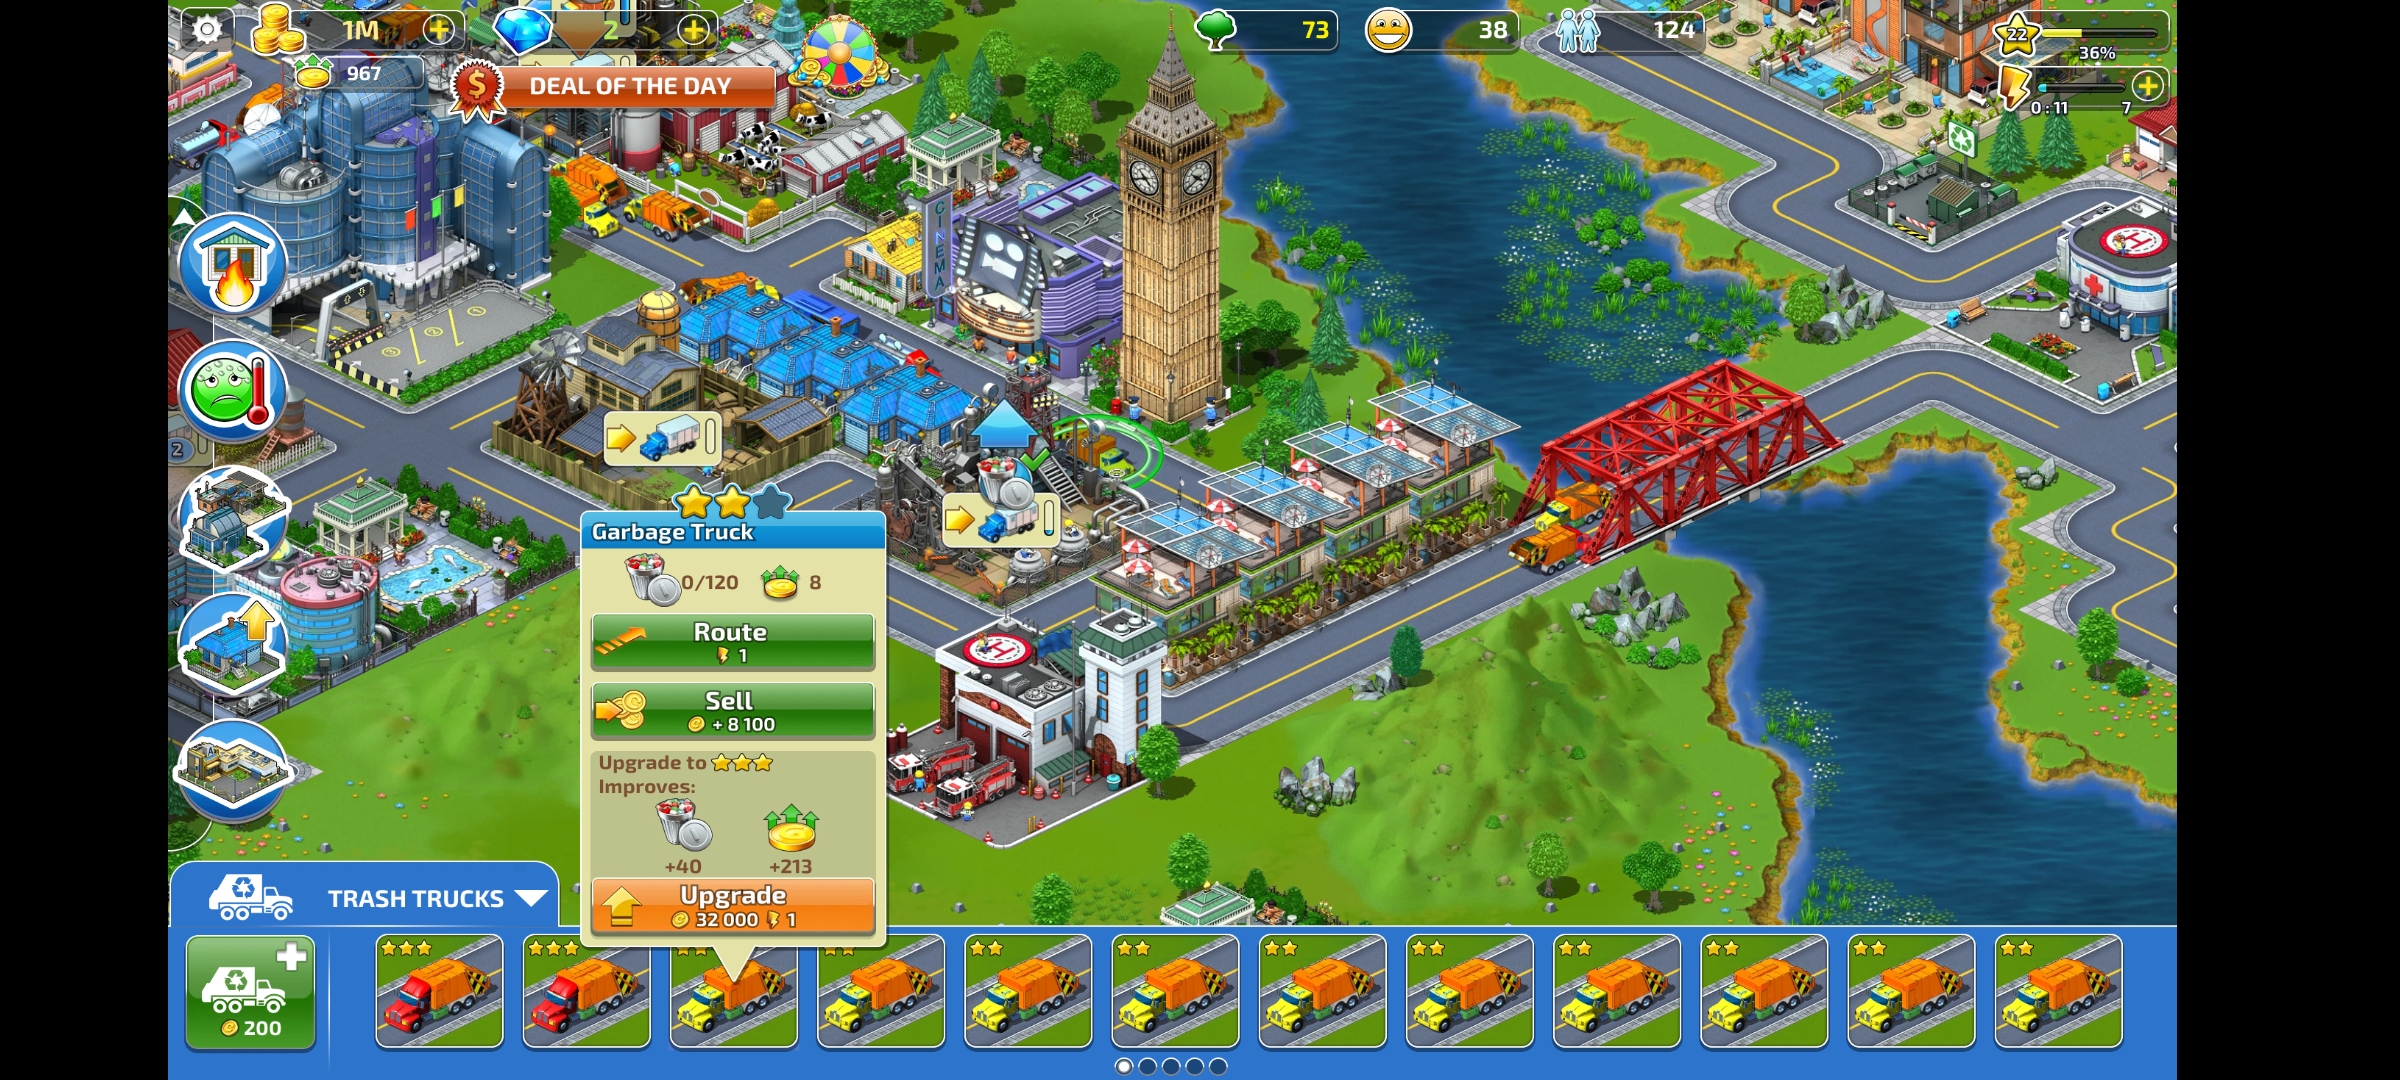 1M
2
73
38
124
22
36%
967
DEAL OF THE DAY
0:11
7
CINEMA
2
Garbage Truck
0/120
8
Route
1
Sell
+ 8 100
Upgrade to
Improves:
+40
+213
Upgrade
32 000
1
TRASH TRUCKS
200